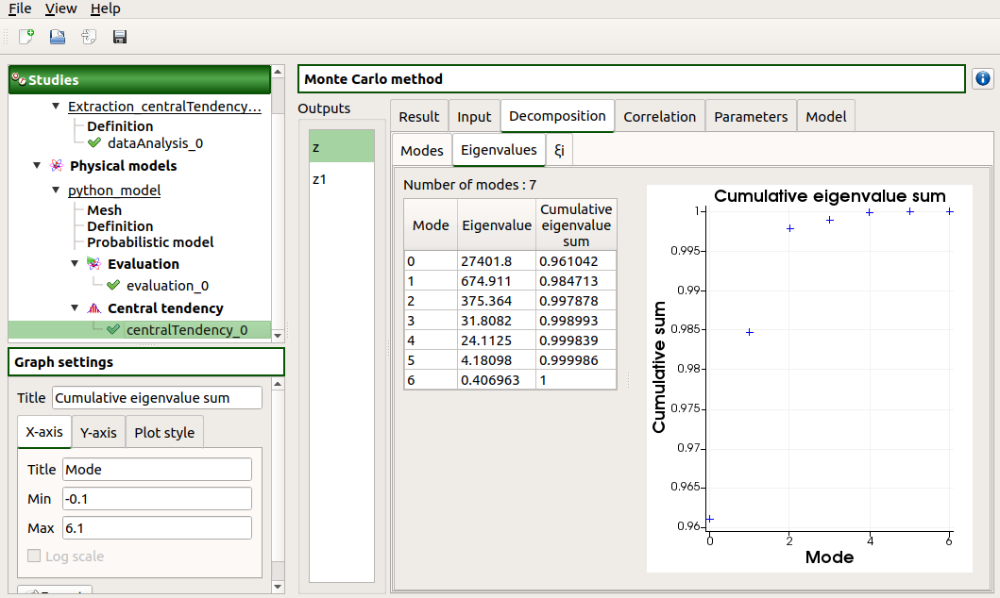 File View Help
Studies
Extraction_centralTendency...
Definition
dataAnalysis_0
Physical models
python_model
Mesh
Definition
Probabilistic model
Evaluation
evaluation_0
Central tendency
centralTendency_0
Graph settings
Title Cumulative eigenvalue sum
X-axis Y-axis Plot style
Title Mode
Min -0.1
Max 6.1
Log scale
Monte Carlo method
Outputs
z
z1
Result Input Decomposition Correlation Parameters Model
Modes Eigenvalues ξi
Number of modes : 7
Mode Eigenvalue Cumulative eigenvalue sum
0 27401.8 0.961042
1 674.911 0.984713
2 375.364 0.997878
3 31.8082 0.998993
4 24.1125 0.999839
5 4.18098 0.999986
6 0.406963 1
Cumulative eigenvalue sum
Cumulative sum
1
0.995
0.99
0.985
0.98
0.975
0.97
0.965
0.96
0 2 4 6
Mode